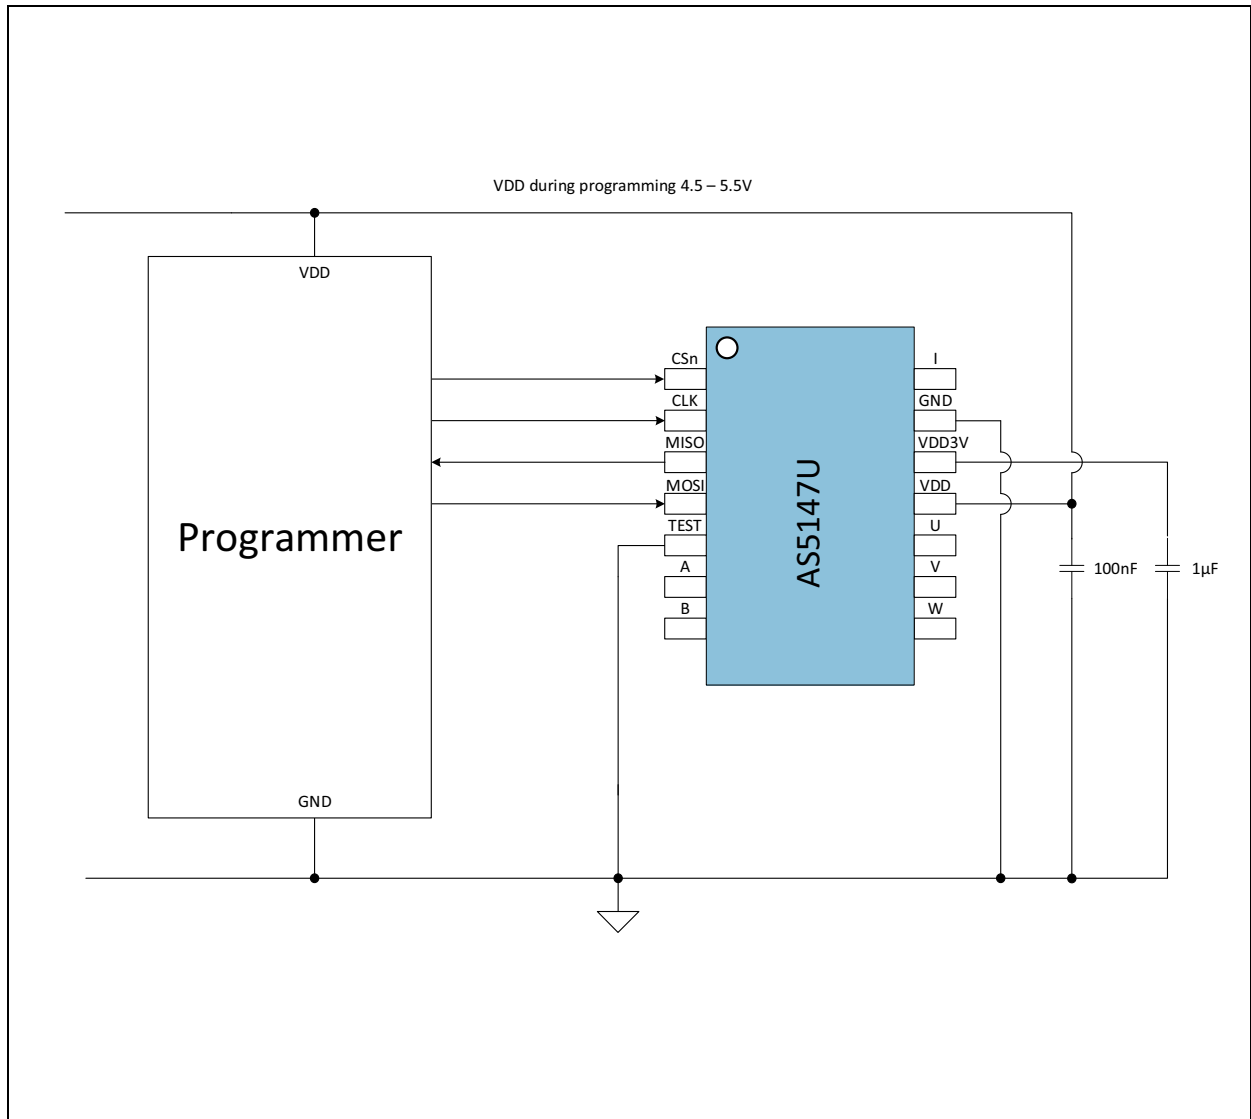 VDD during programming 4.5 – 5.5V
VDD
Programmer
GND
CSn
CLK
MISO
MOSI
TEST
A
B
AS5147U
I
GND
VDD3V
VDD
U
V
W
100nF
1µF